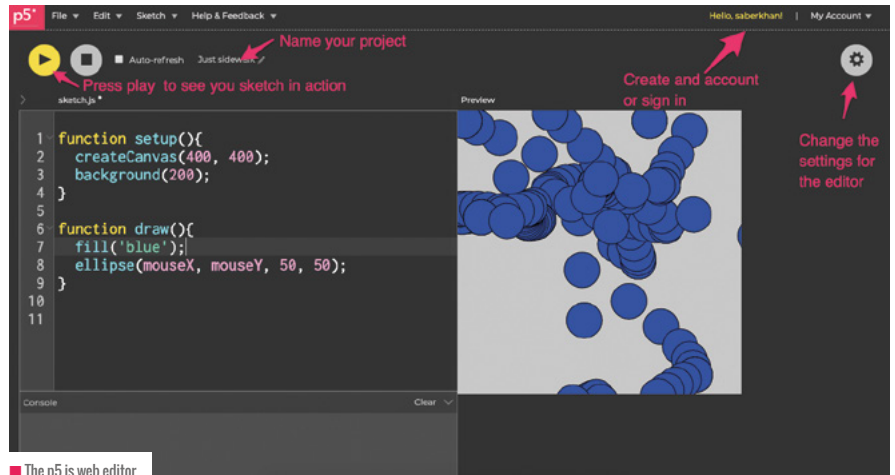 p5* File Edit Sketch Help & Feedback Hello, saberkhan! | My Account
Name your project
Auto-refresh Just
Press play to see you sketch in action
Create and account
or sign in
Change the
settings for
the editor
sketch.js
Preview
1 function setup(){
2 createCanvas(400, 400);
3 background(200);
4 }
5
6 function draw(){
7 fill('blue');
8 ellipse(mouseX, mouseY, 50, 50);
9 }
10
11
Console Clear
The p5 js web editor